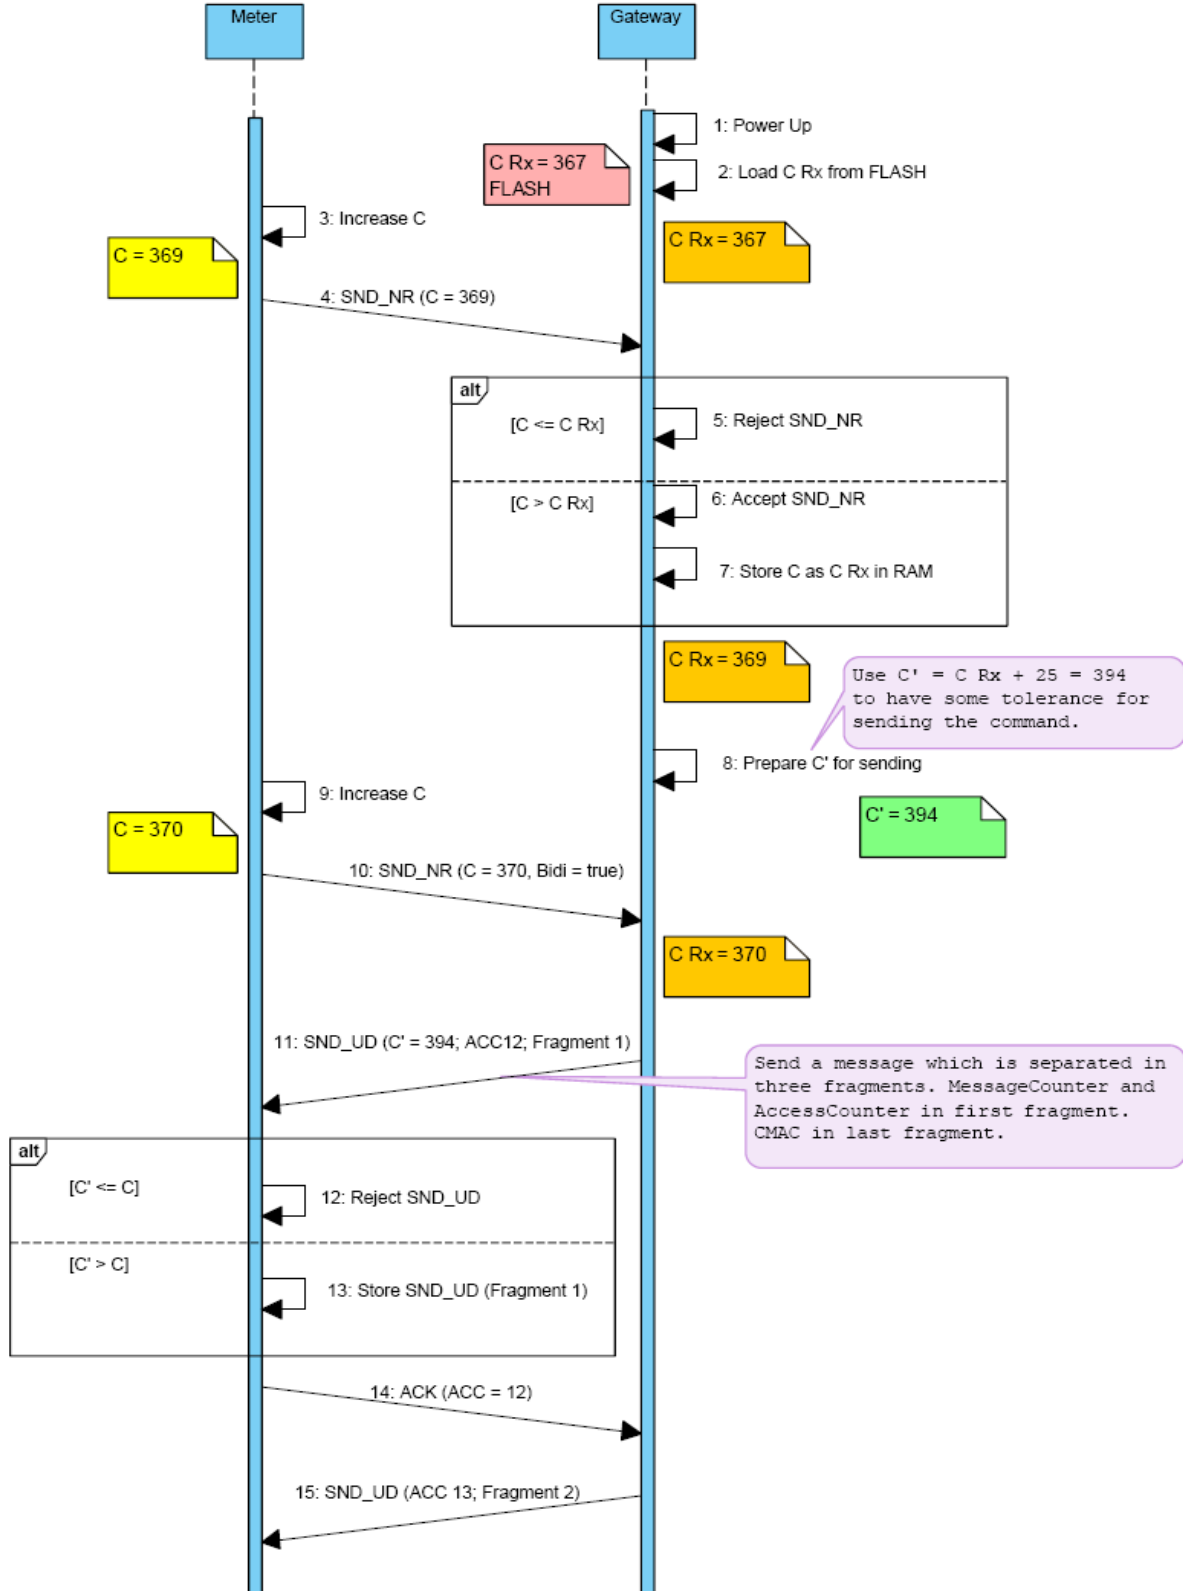 Meter
Gateway
1: Power Up
C Rx = 367
FLASH
2: Load C Rx from FLASH
3: Increase C
C Rx = 367
C = 369
4: SND_NR (C = 369)
alt
[C <= C Rx]
5: Reject SND_NR
[C > C Rx]
6: Accept SND_NR
7: Store C as C Rx in RAM
C Rx = 369
Use C' = C Rx + 25 = 394
to have some tolerance for
sending the command.
8: Prepare C' for sending
9: Increase C
C' = 394
C = 370
10: SND_NR (C = 370, Bidi = true)
C Rx = 370
11: SND_UD (C' = 394; ACC12; Fragment 1)
Send a message which is separated in
three fragments. MessageCounter and
AccessCounter in first fragment.
CMAC in last fragment.
alt
[C' <= C]
12: Reject SND_UD
[C' > C]
13: Store SND_UD (Fragment 1)
14: ACK (ACC = 12)
15: SND_UD (ACC 13; Fragment 2)